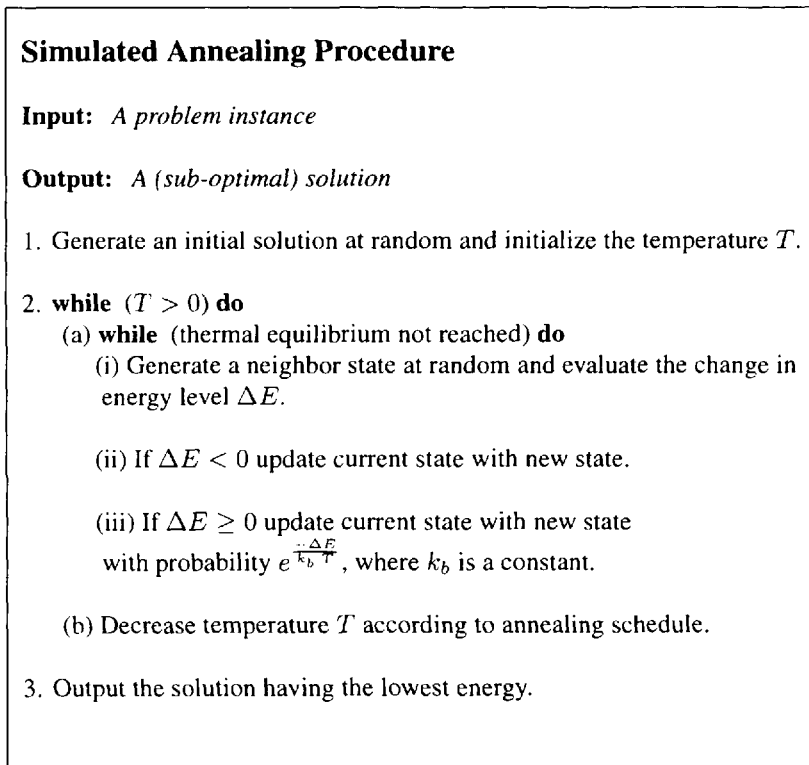 Simulated Annealing Procedure
Input: A problem instance
Output: A (sub-optimal) solution
1. Generate an initial solution at random and initialize the temperature T.
2. while (T > 0) do
(a) while (thermal equilibrium not reached) do
(i) Generate a neighbor state at random and evaluate the change in
energy level ΔE.
(ii) If ΔE < 0 update current state with new state.
(iii) If ΔE ≥ 0 update current state with new state
with probability e^{\frac{-ΔE}{k_b T}}, where k_b is a constant.
(b) Decrease temperature T according to annealing schedule.
3. Output the solution having the lowest energy.